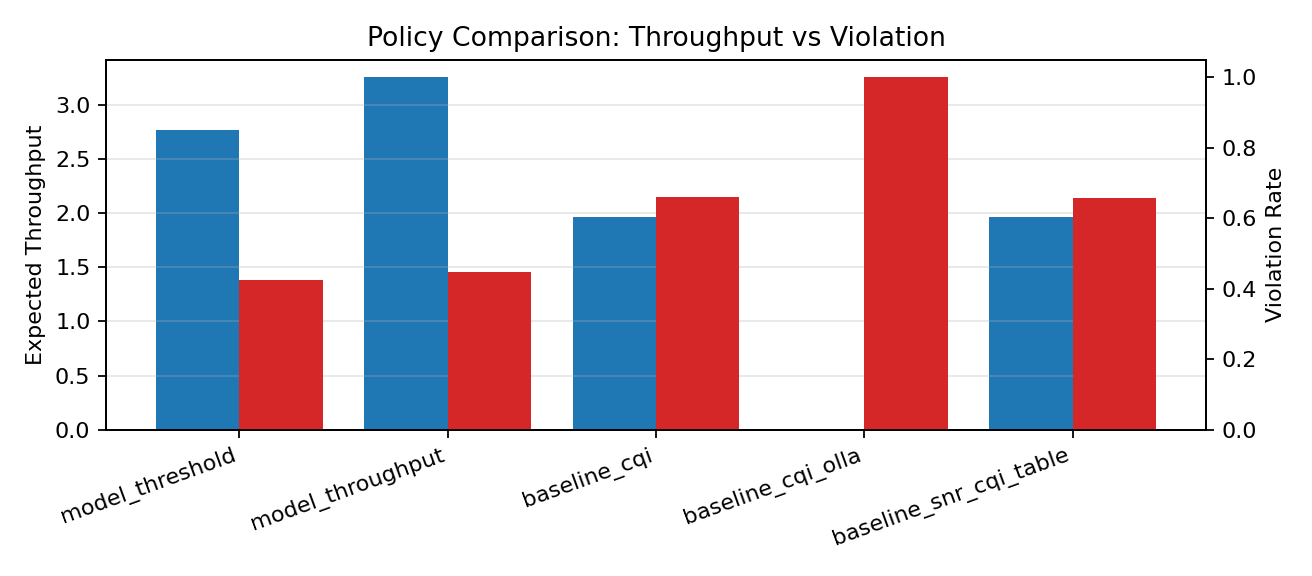 Policy Comparison: Throughput vs Violation
Expected Throughput
3.0
2.5
2.0
1.5
1.0
0.5
0.0
1.0
0.8
0.6
0.4
0.2
0.0
Violation Rate
model_threshold
model_throughput
baseline_cqi
baseline_cqi_olla
baseline_snr_cqi_table